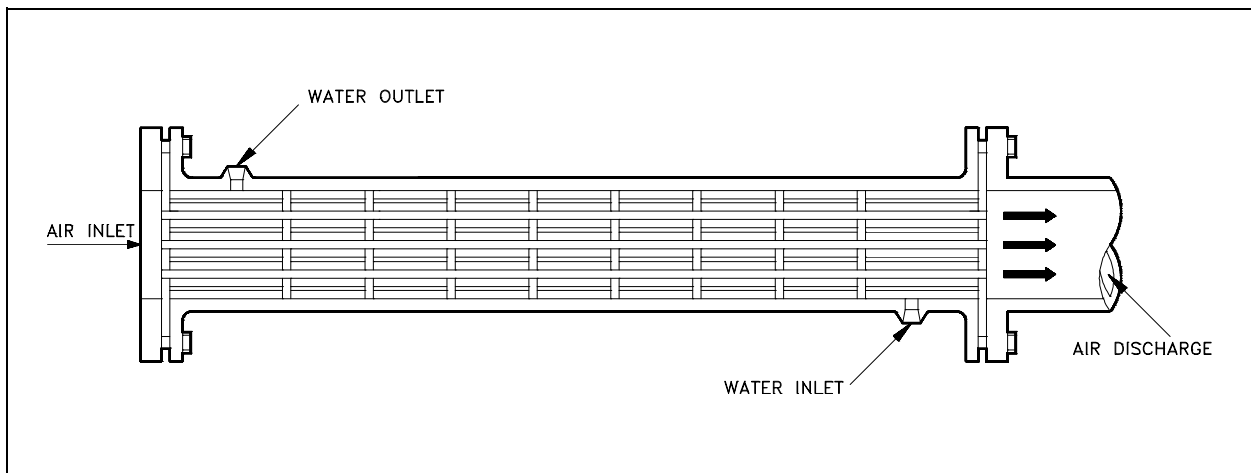 WATER OUTLET
AIR INLET
AIR DISCHARGE
WATER INLET